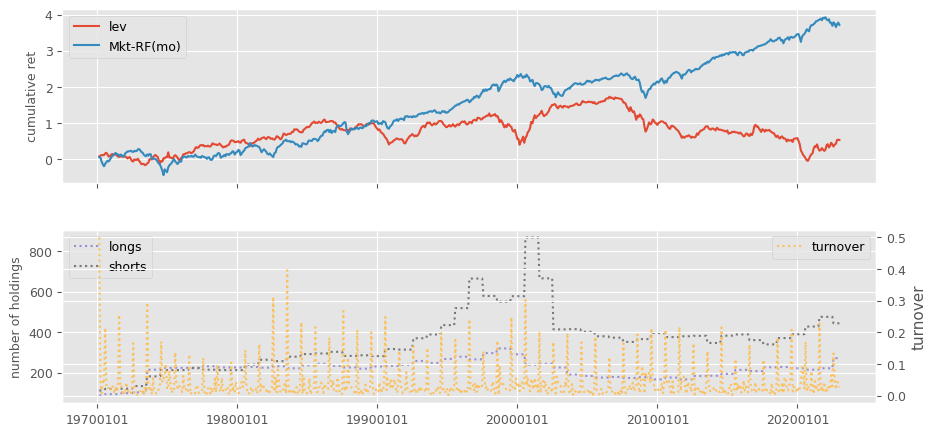 4
3
2
1
0
cumulative ret
lev
Mkt-RF(mo)
800
600
400
200
number of holdings
longs
shorts
turnover
0.5
0.4
0.3
0.2
0.1
0.0
turnover
19700101
19800101
19900101
20000101
20100101
20200101